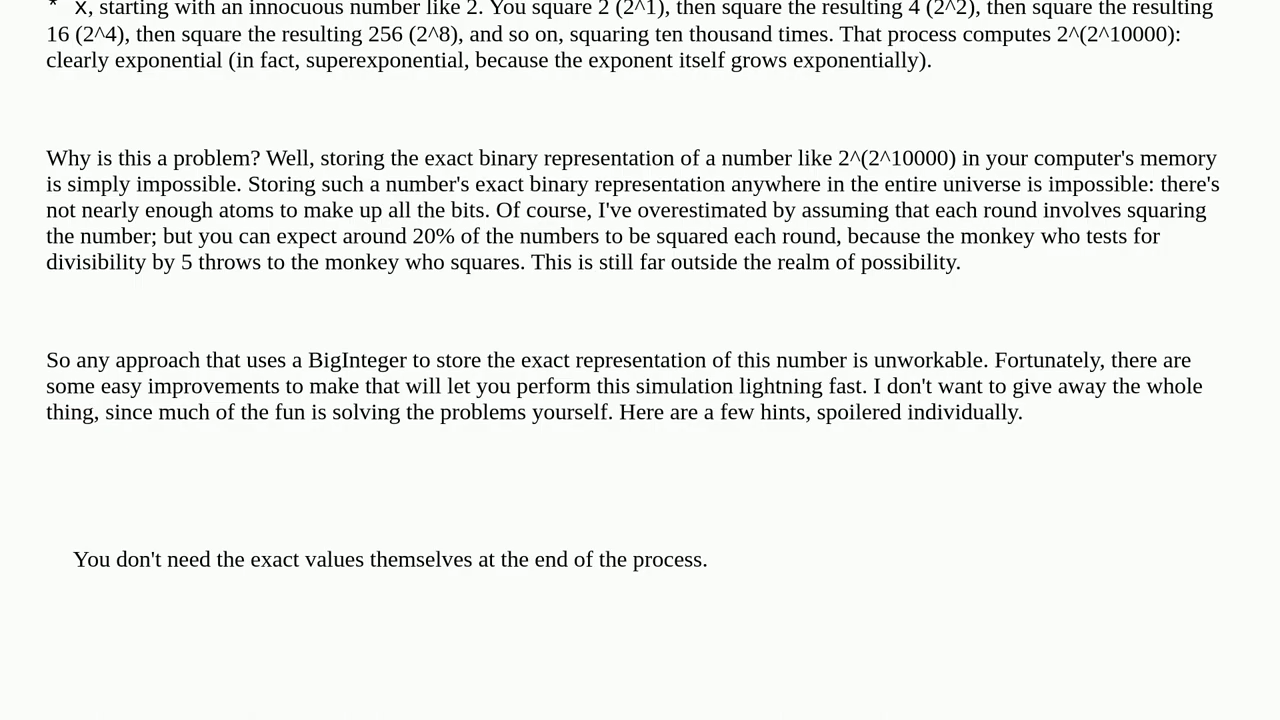 * x, starting with an innocuous number like 2. You square 2 (2^1), then square the resulting 4 (2^2), then square the resulting
16 (2^4), then square the resulting 256 (2^8), and so on, squaring ten thousand times. That process computes 2^(2^10000):
clearly exponential (in fact, superexponential, because the exponent itself grows exponentially).
Why is this a problem? Well, storing the exact binary representation of a number like 2^(2^10000) in your computer's memory
is simply impossible. Storing such a number's exact binary representation anywhere in the entire universe is impossible: there's
not nearly enough atoms to make up all the bits. Of course, I've overestimated by assuming that each round involves squaring
the number; but you can expect around 20% of the numbers to be squared each round, because the monkey who tests for
divisibility by 5 throws to the monkey who squares. This is still far outside the realm of possibility.
So any approach that uses a BigInteger to store the exact representation of this number is unworkable. Fortunately, there are
some easy improvements to make that will let you perform this simulation lightning fast. I don't want to give away the whole
thing, since much of the fun is solving the problems yourself. Here are a few hints, spoilered individually.
You don't need the exact values themselves at the end of the process.